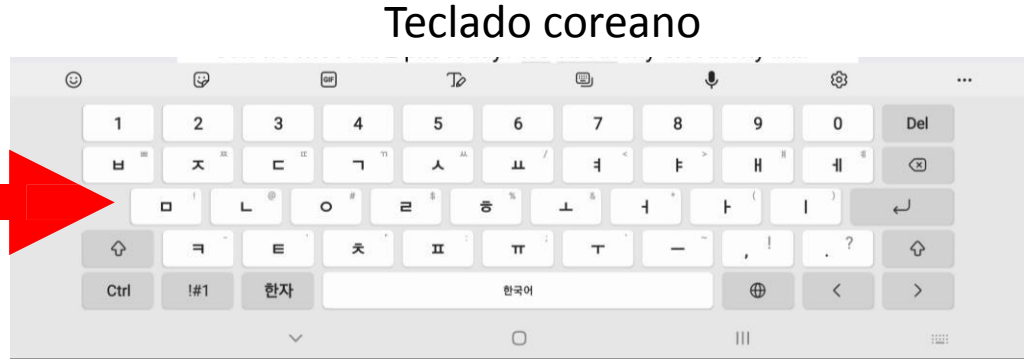 Teclado coreano
GIF
1 2 3 4 5 6 7 8 9 0 Del
ㅂ ㅃ ㅈ ㅉ ㄷ ㄸ ㄱ ㄲ ㅅ ㅆ ㅛ / ㅕ < ㅑ > ㅐ ㅒ ㅔ ㅖ
ㅁ ! ㄴ @ ㅇ # ㄹ $ ㅎ % ㅗ & ㅓ * ㅏ ( ㅣ )
ㅋ - ㅌ ' ㅊ ㅍ : ㅠ ; ㅜ ㅡ ~ , ! . ?
Ctrl !#1 한자 한국어 < >